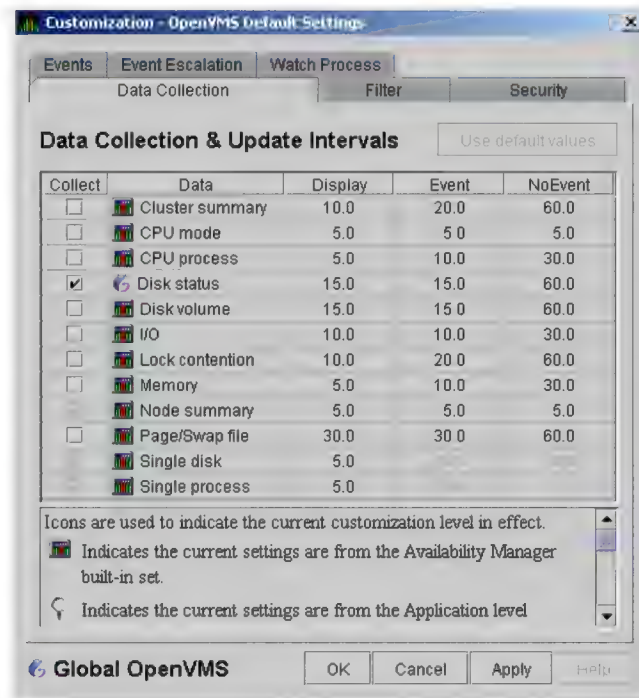 Customization - OpenVMS Default Settings
Events Event Escalation Watch Process
Data Collection Filter Security
Data Collection & Update Intervals Use default values
Collect Data Display Event NoEvent
Cluster summary 10.0 20.0 60.0
CPU mode 5.0 5 0 5.0
CPU process 5.0 10.0 30.0
Disk status 15.0 15.0 60.0
Disk volume 15.0 15 0 60.0
I/O 10.0 10.0 30.0
Lock contention 10.0 20 0 60.0
Memory 5.0 10.0 30.0
Node summary 5.0 5.0 5.0
Page/Swap file 30.0 30 0 60.0
Single disk 5.0
Single process 5.0
Icons are used to indicate the current customization level in effect.
Indicates the current settings are from the Availability Manager
built-in set.
Indicates the current settings are from the Application level
Global OpenVMS OK Cancel Apply Help